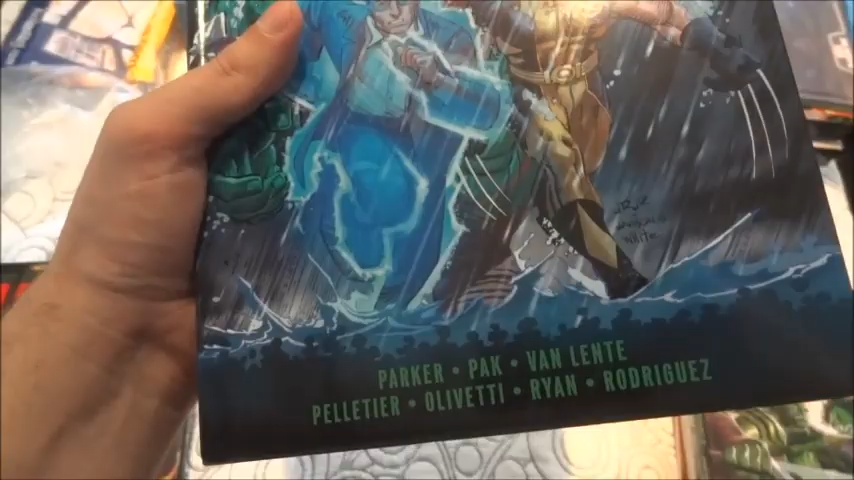 PARKER • PAK • VAN LENTE
PELLETIER • OLIVETTI • RYAN • RODRIGUEZ